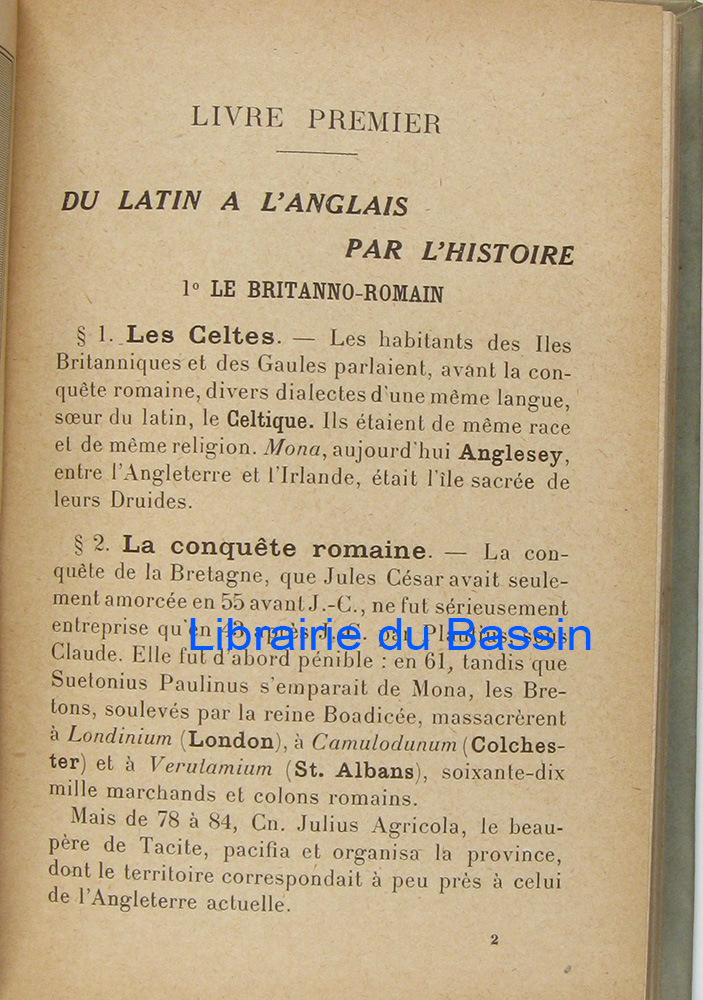 LIVRE PREMIER
DU LATIN A L'ANGLAIS
PAR L'HISTOIRE
1º LE BRITANNO-ROMAIN
§ 1. Les Celtes. — Les habitants des Iles
Britanniques et des Gaules parlaient, avant la con-
quête romaine, divers dialectes d'une même langue,
sœur du latin, le Celtique. Ils étaient de même race
et de même religion. Mona, aujourd'hui Anglesey,
entre l'Angleterre et l'Irlande, était l'île sacrée de
leurs Druides.
§ 2. La conquête romaine. — La con-
quête de la Bretagne, que Jules César avait seule-
ment amorcée en 55 avant J.-C., ne fut sérieusement
entreprise qu'en 43 après J.-C. par Plautius, sous
Librairie du Bassin
Claude. Elle fut d'abord pénible : en 61, tandis que
Suetonius Paulinus s'emparait de Mona, les Bre-
tons, soulevés par la reine Boadicée, massacrèrent
à Londinium (London), à Camulodunum (Colches-
ter) et à Verulamium (St. Albans), soixante-dix
mille marchands et colons romains.
Mais de 78 à 84, Cn. Julius Agricola, le beau-
père de Tacite, pacifia et organisa la province,
dont le territoire correspondait à peu près à celui
de l'Angleterre actuelle.
2